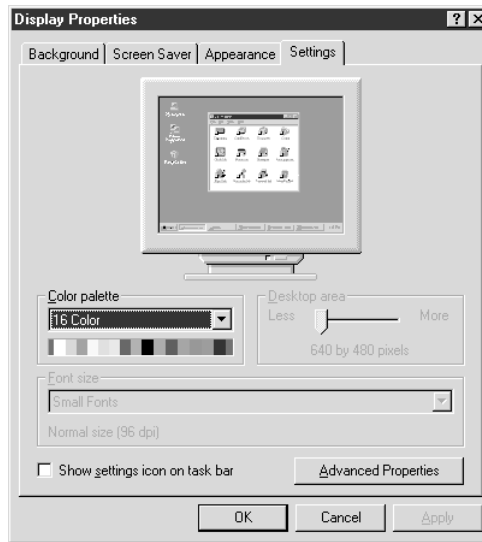 Display Properties
Background Screen Saver Appearance Settings
Color palette
16 Color
Desktop area
Less More
640 by 480 pixels
Font size
Small Fonts
Normal size (96 dpi)
Show settings icon on task bar
Advanced Properties
OK Cancel Apply